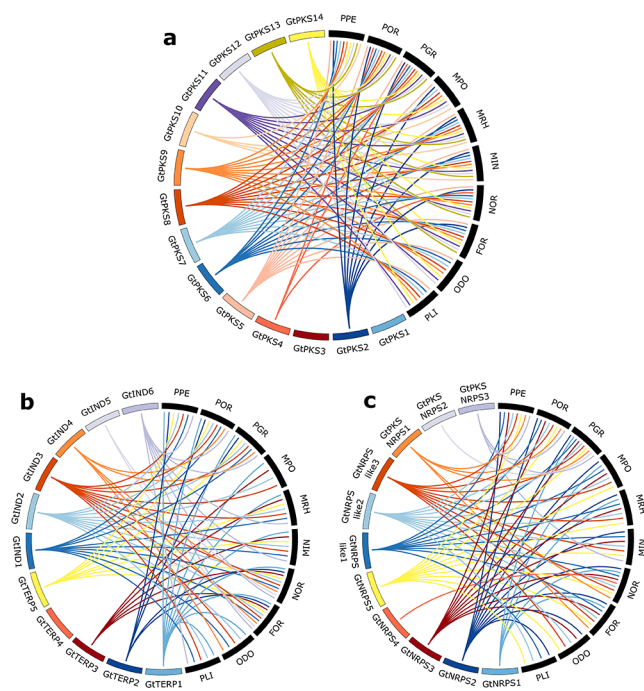 a
GtPKS14
GtPKS13
GtPKS12
GtPKS11
GtPKS10
GtPKS9
GtPKS8
GtPKS7
GtPKS6
GtPKS5
GtPKS4
GtPKS3
GtPKS2
GtPKS1
PPE
POR
PGR
MPO
MRH
MIN
NOR
FOR
ODO
PLI
b
GtIND6
GtIND5
GtIND4
GtIND3
GtIND2
GtIND1
GtTERP5
GtTERP4
GtTERP3
GtTERP2
GtTERP1
PPE
POR
PGR
MPO
MRH
MIN
NOR
FOR
ODO
PLI
c
GtPKS
NRPS3
GtPKS
NRPS2
GtPKS
NRPS1
GtNRPS
like3
GtNRPS
like2
GtNRPS
like1
GtNRPS5
GtNRPS4
GtNRPS3
GtNRPS2
GtNRPS1
PPE
POR
PGR
MPO
MRH
MIN
NOR
FOR
ODO
PLI